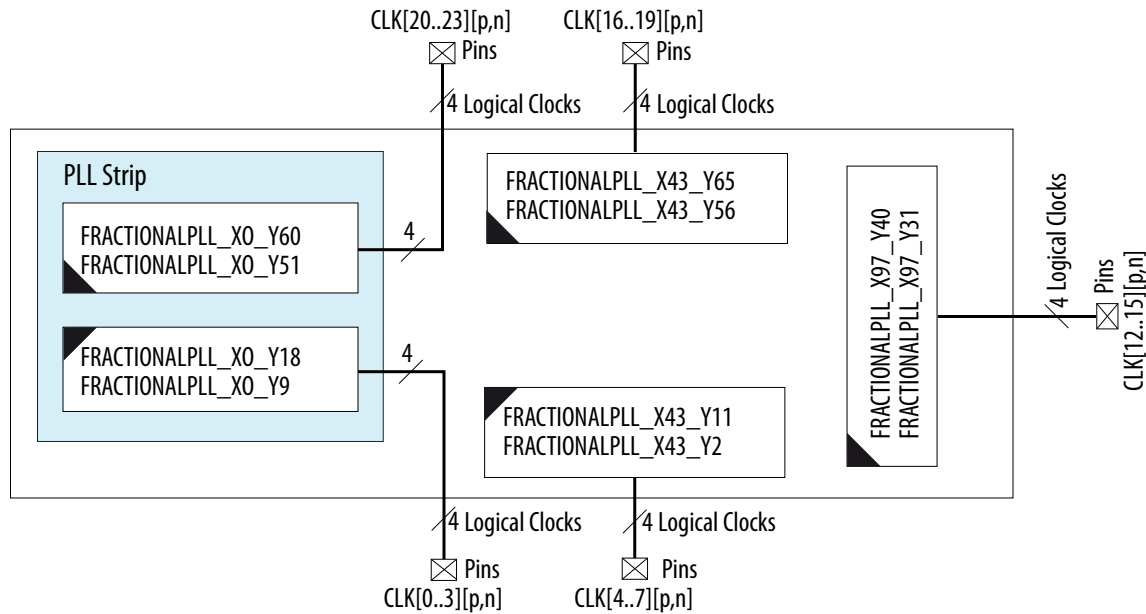 CLK[20..23][p,n]
CLK[16..19][p,n]
Pins
Pins
4 Logical Clocks
4 Logical Clocks
PLL Strip
FRACTIONALPLL_X0_Y60
FRACTIONALPLL_X0_Y51
4
FRACTIONALPLL_X43_Y65
FRACTIONALPLL_X43_Y56
FRACTIONALPLL_X0_Y18
FRACTIONALPLL_X0_Y9
4
FRACTIONALPLL_X43_Y11
FRACTIONALPLL_X43_Y2
FRACTIONALPLL_X97_Y40
FRACTIONALPLL_X97_Y31
4 Logical Clocks
Pins
CLK[12..15][p,n]
4 Logical Clocks
4 Logical Clocks
Pins
Pins
CLK[0..3][p,n]
CLK[4..7][p,n]